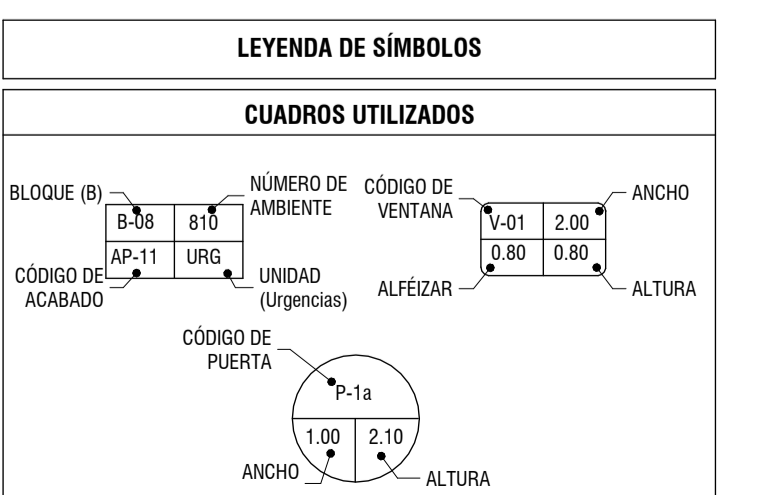 LEYENDA DE SÍMBOLOS
CUADROS UTILIZADOS
BLOQUE (B)
NÚMERO DE
AMBIENTE
B-08
810
AP-11
URG
CÓDIGO DE
ACABADO
UNIDAD
(Urgencias)
CÓDIGO DE
VENTANA
ANCHO
V-01
2.00
0.80
0.80
ALFÉIZAR
ALTURA
CÓDIGO DE
PUERTA
P-1a
1.00
2.10
ANCHO
ALTURA